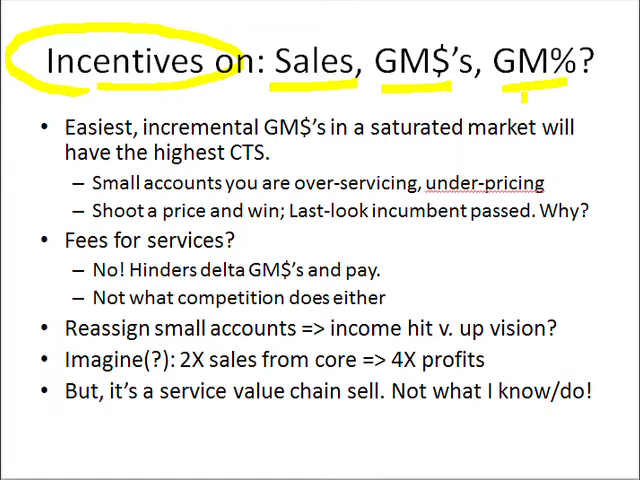 Incentives on: Sales, GM$'s, GM%?
• Easiest, incremental GM$'s in a saturated market will
have the highest CTS.
– Small accounts you are over-servicing, under-pricing
– Shoot a price and win; Last-look incumbent passed. Why?
• Fees for services?
– No! Hinders delta GM$'s and pay.
– Not what competition does either
• Reassign small accounts => income hit v. up vision?
• Imagine(?): 2X sales from core => 4X profits
• But, it's a service value chain sell. Not what I know/do!